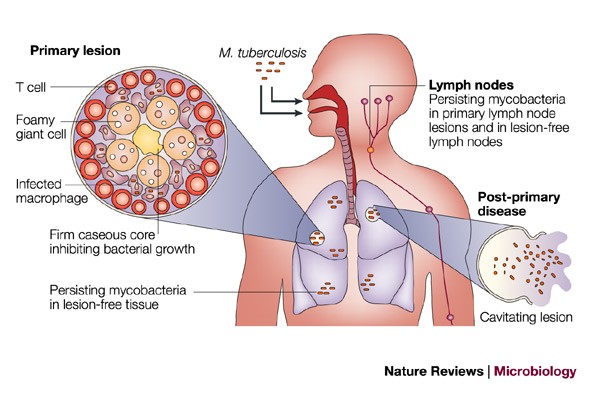 Primary lesion
M. tuberculosis
T cell
Foamy
giant cell
Infected
macrophage
Firm caseous core
inhibiting bacterial growth
Persisting mycobacteria
in lesion-free tissue
Lymph nodes
Persisting mycobacteria
in primary lymph node
lesions and in lesion-free
lymph nodes
Post-primary
disease
Cavitating lesion
Nature Reviews | Microbiology